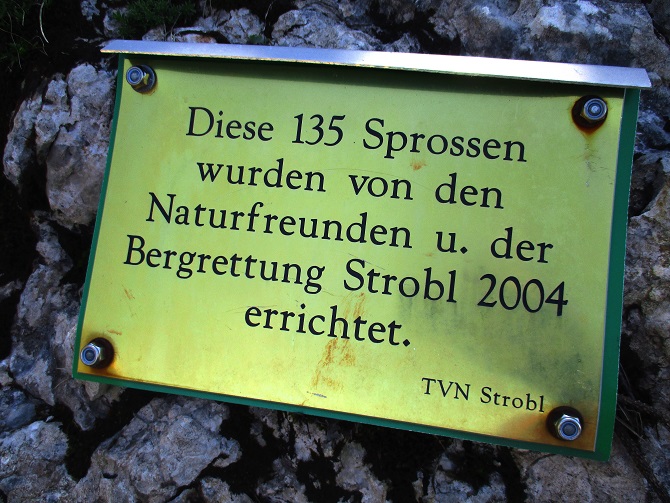 Diese 135 Sprossen
wurden von den
Naturfreunden u. der
Bergrettung Strobl 2004
errichtet.
TVN Strobl